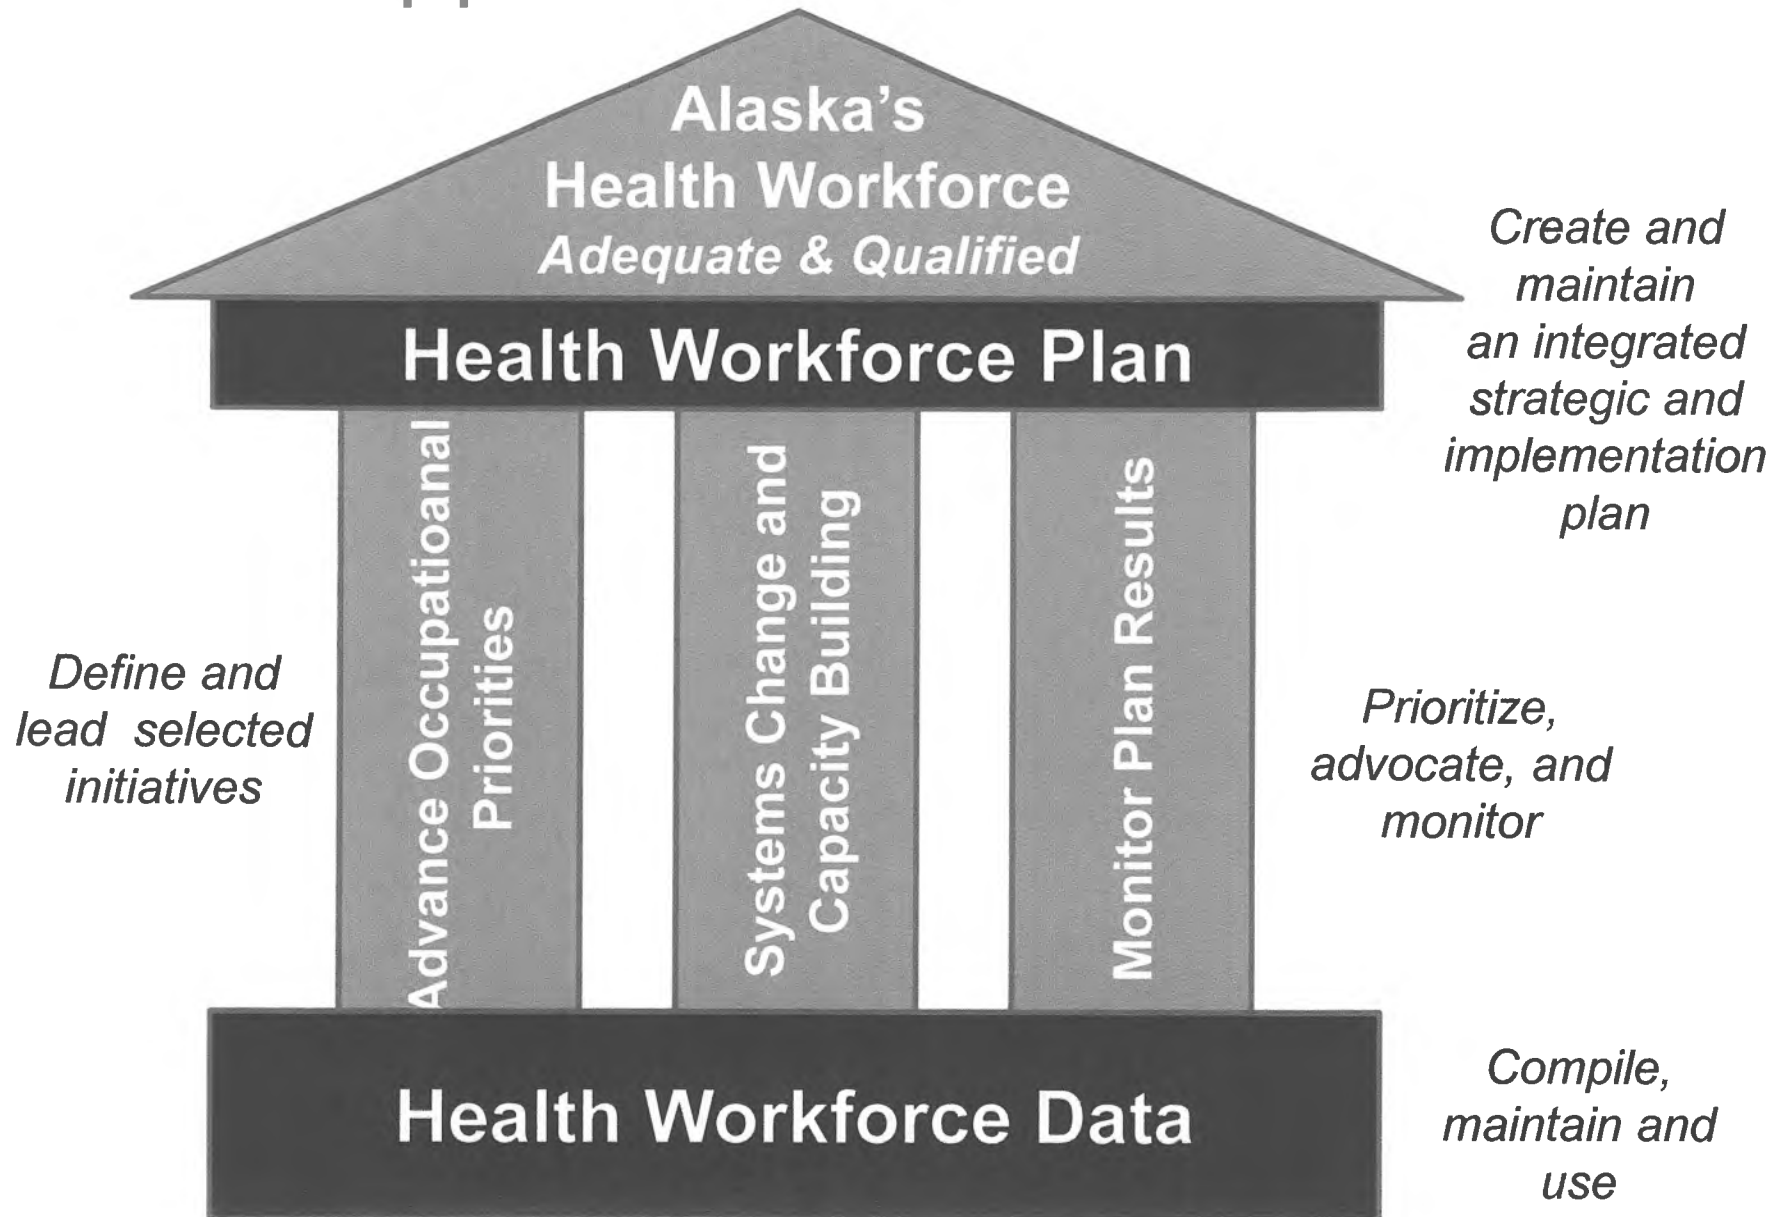 Alaska's
Health Workforce
Adequate & Qualified
Health Workforce Plan
Create and
maintain
an integrated
strategic and
implementation
plan
Advance Occupatioanal
Priorities
Systems Change and
Capacity Building
Monitor Plan Results
Define and
lead selected
initiatives
Prioritize,
advocate, and
monitor
Health Workforce Data
Compile,
maintain and
use